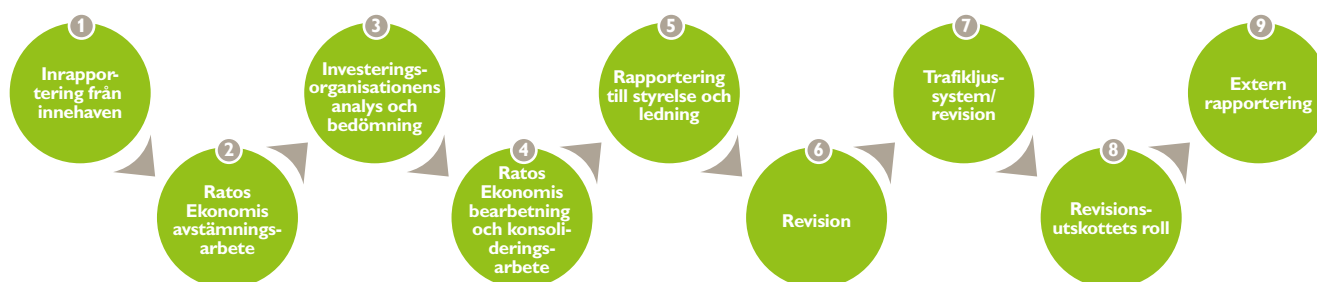 1
Inrappor-
tering från
innehaven
2
Ratos
Ekonomis
avstämnings-
arbete
3
Investerings-
organisationens
analys och
bedömning
4
Ratos
Ekonomis
bearbetning
och konsoli-
derings-
arbete
5
Rapportering
till styrelse och
ledning
6
Revision
7
Trafikljus-
system/
revision
8
Revisions-
utskottets roll
9
Extern
rapportering